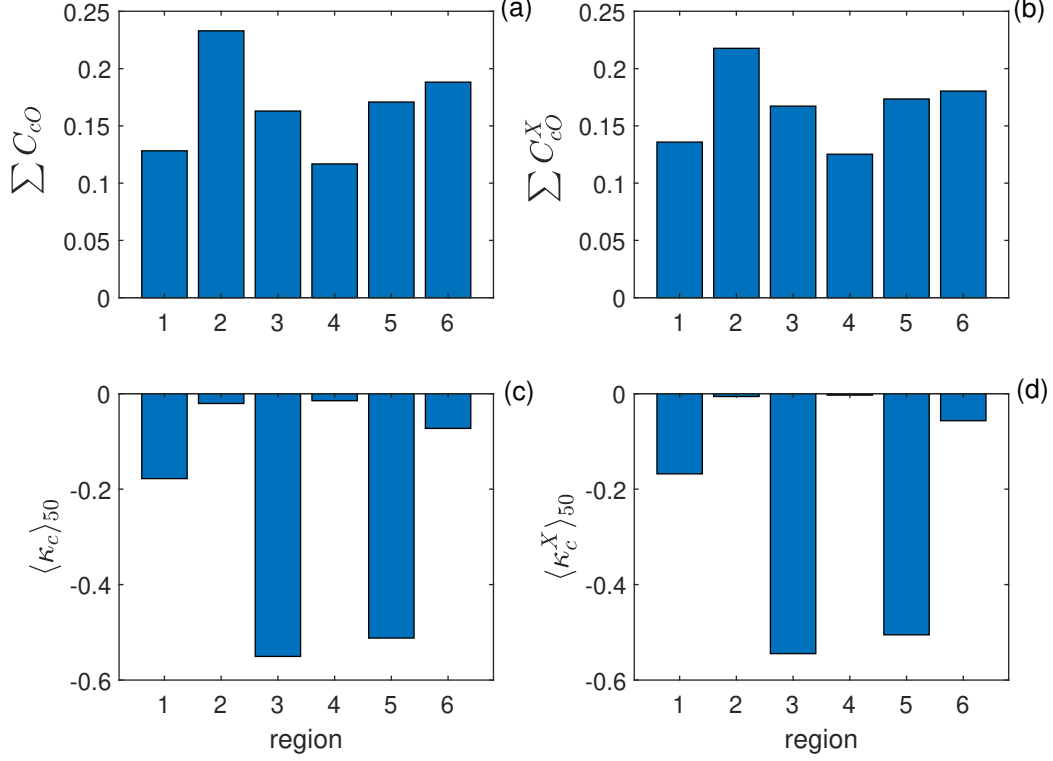 (a)
0.25
0.2
0.15
0.1
0.05
0
∑ C_{cO}
1 2 3 4 5 6
(b)
0.25
0.2
0.15
0.1
0.05
0
∑ C_{cO}^{X}
1 2 3 4 5 6
(c)
0
-0.2
-0.4
-0.6
⟨κ_c⟩_{50}
1 2 3 4 5 6
region
(d)
0
-0.2
-0.4
-0.6
⟨κ_c^X⟩_{50}
1 2 3 4 5 6
region